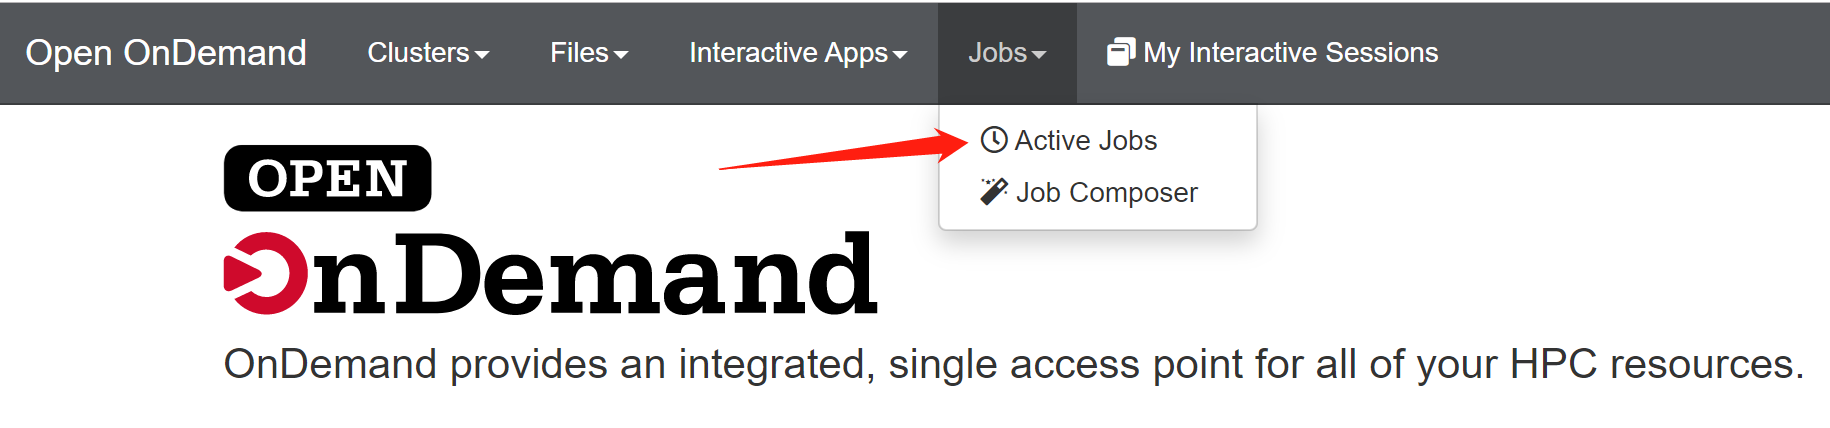 Open OnDemand Clusters Files Interactive Apps Jobs My Interactive Sessions
Active Jobs
Job Composer
OPEN
OnDemand
OnDemand provides an integrated, single access point for all of your HPC resources.